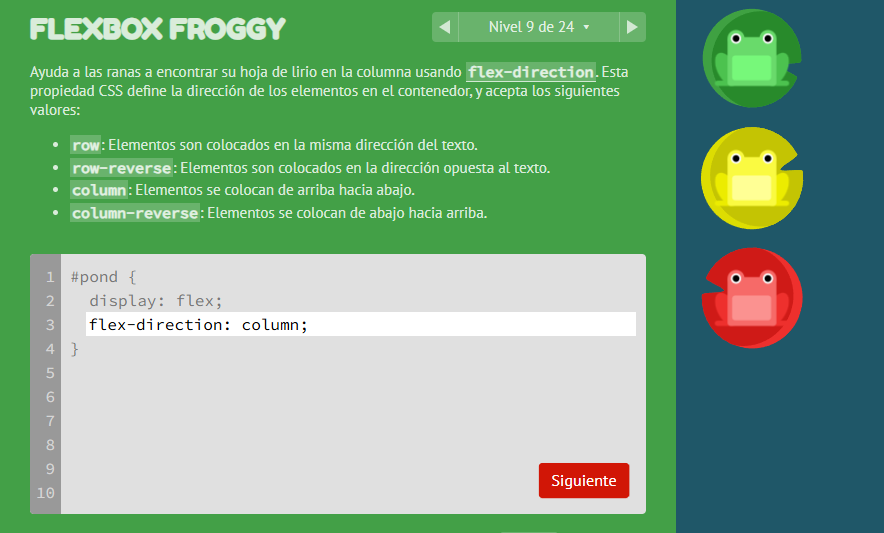 FLEXBOX FROGGY
Nivel 9 de 24
Ayuda a las ranas a encontrar su hoja de lirio en la columna usando flex-direction. Esta
propiedad CSS define la dirección de los elementos en el contenedor, y acepta los siguientes
valores:
row: Elementos son colocados en la misma dirección del texto.
row-reverse: Elementos son colocados en la dirección opuesta al texto.
column: Elementos se colocan de arriba hacia abajo.
column-reverse: Elementos se colocan de abajo hacia arriba.
1 #pond {
2 display: flex;
3 flex-direction: column;
4 }
5
6
7
8
9
10
Siguiente